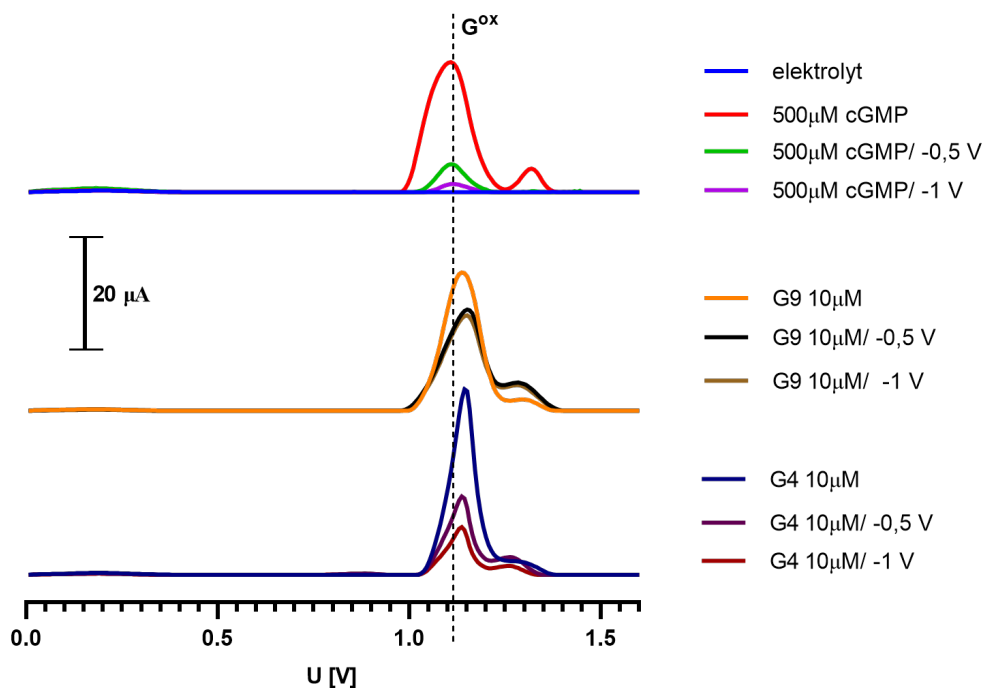 G^ox
elektrolyt
500μM cGMP
500μM cGMP/ -0,5 V
500μM cGMP/ -1 V
20 μA
G9 10μM
G9 10μM/ -0,5 V
G9 10μM/  -1 V
G4 10μM
G4 10μM/ -0,5 V
G4 10μM/ -1 V
0.0 0.5 1.0 1.5
U [V]